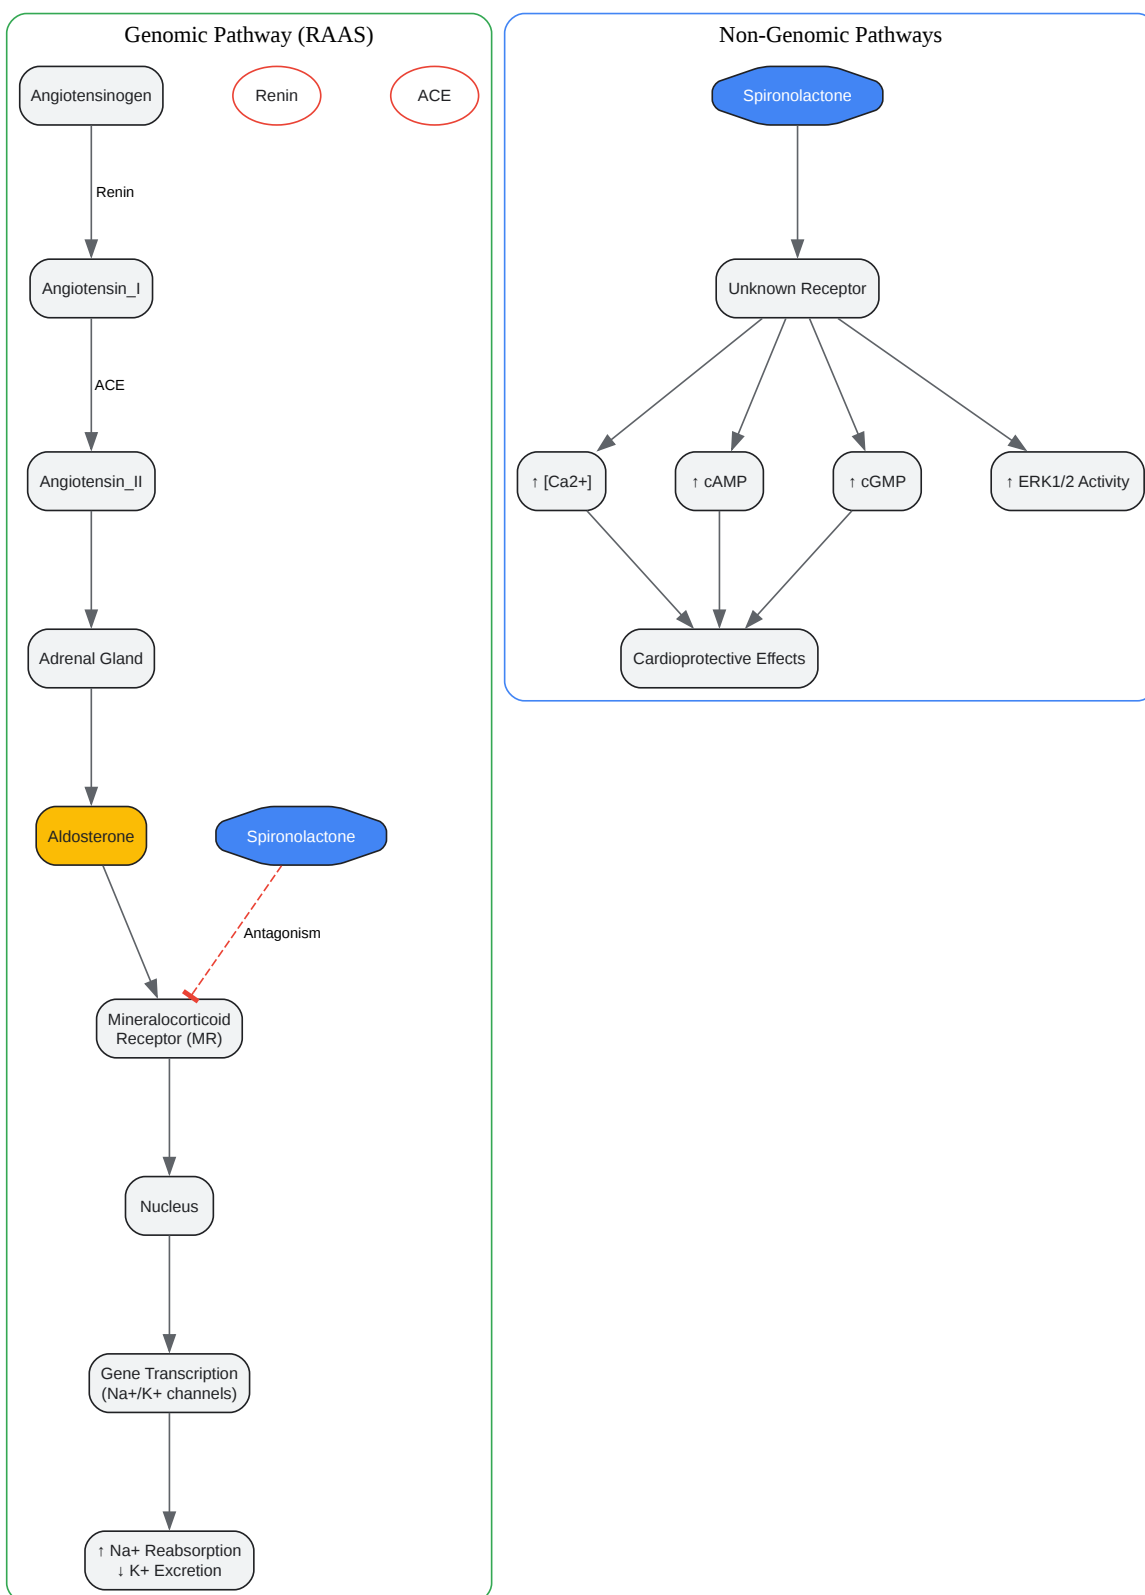 Genomic Pathway (RAAS)
Angiotensinogen
Renin
ACE
Renin
Angiotensin_I
ACE
Angiotensin_II
Adrenal Gland
Aldosterone
Spironolactone
Antagonism
Mineralocorticoid
Receptor (MR)
Nucleus
Gene Transcription
(Na+/K+ channels)
↑ Na+ Reabsorption
↓ K+ Excretion
Non-Genomic Pathways
Spironolactone
Unknown Receptor
↑ [Ca2+]
↑ cAMP
↑ cGMP
↑ ERK1/2 Activity
Cardioprotective Effects